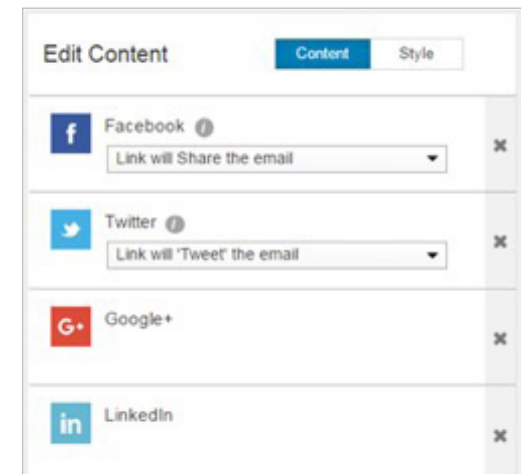 Edit Content
Content
Style
f
Facebook i
Link will Share the email
Twitter i
Link will 'Tweet' the email
G+
Google+
in
LinkedIn